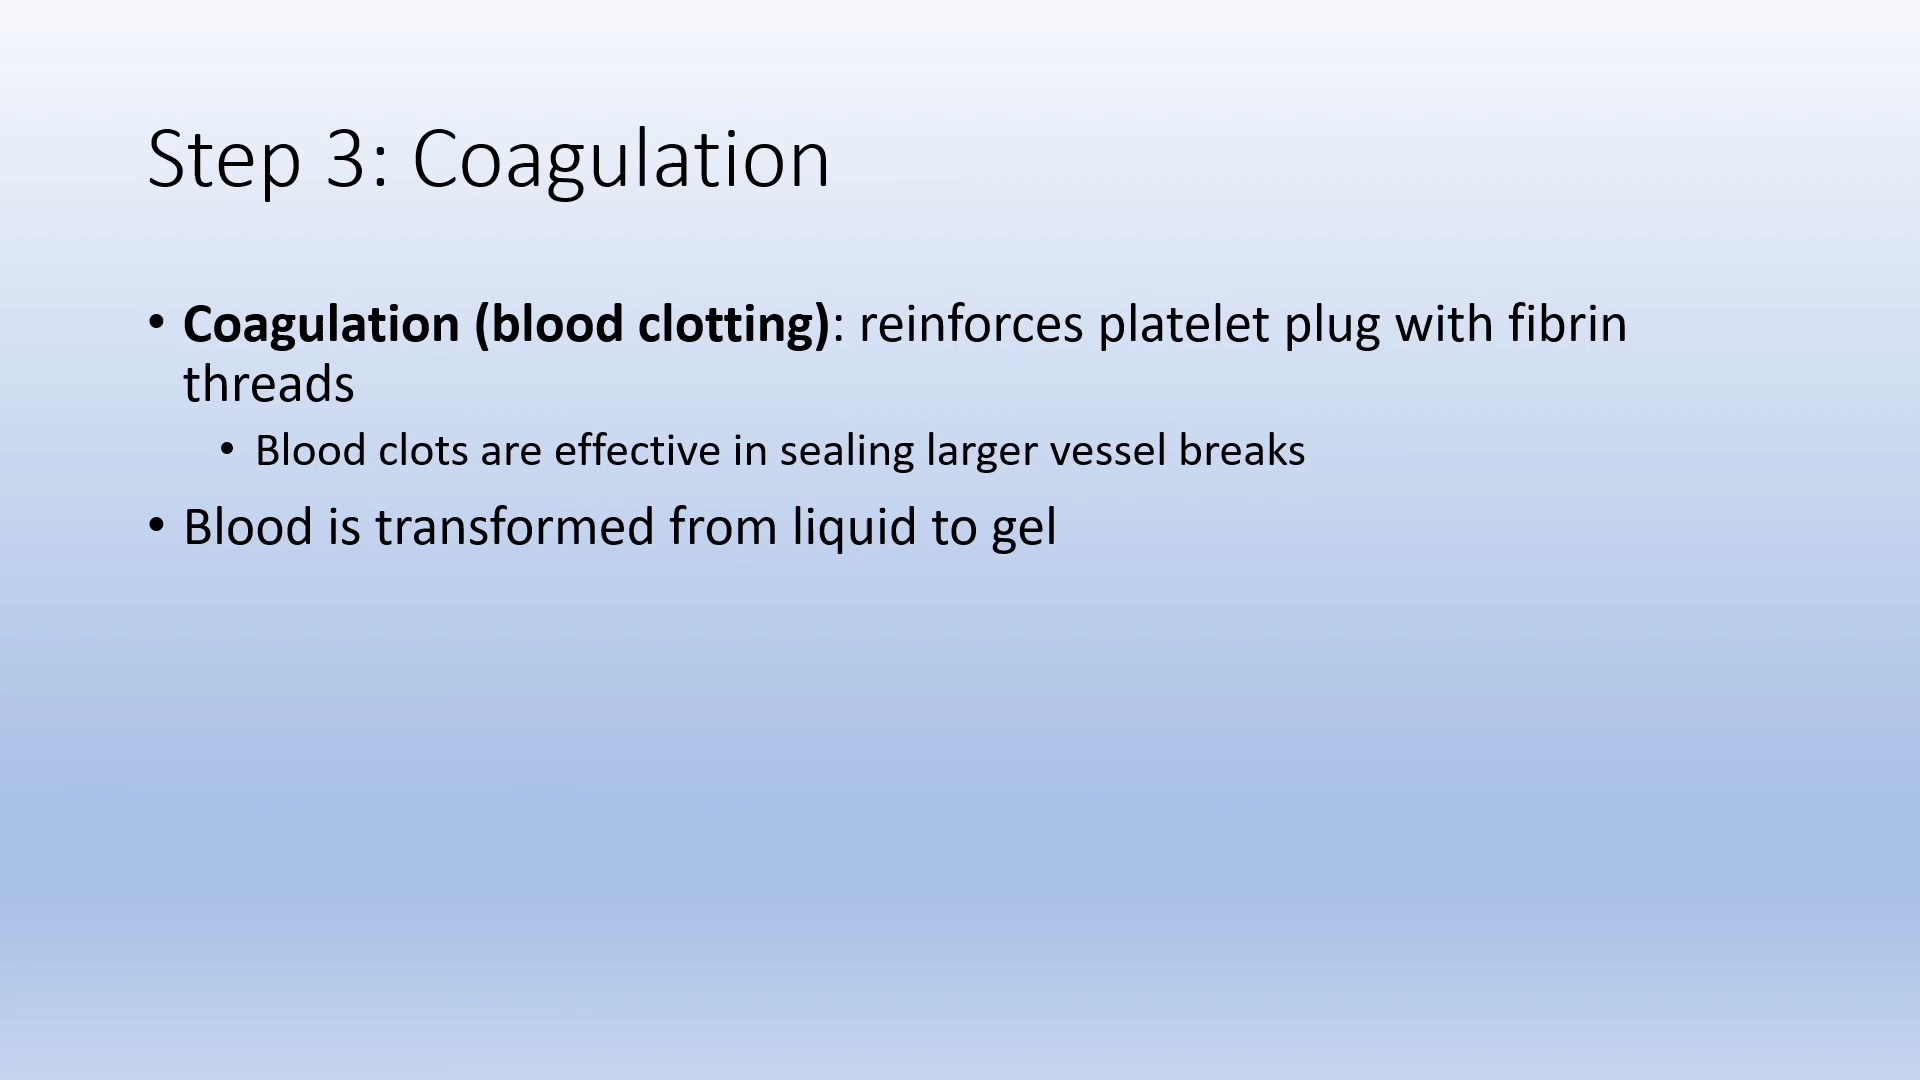 Step 3: Coagulation
• Coagulation (blood clotting): reinforces platelet plug with fibrin
threads
• Blood clots are effective in sealing larger vessel breaks
• Blood is transformed from liquid to gel